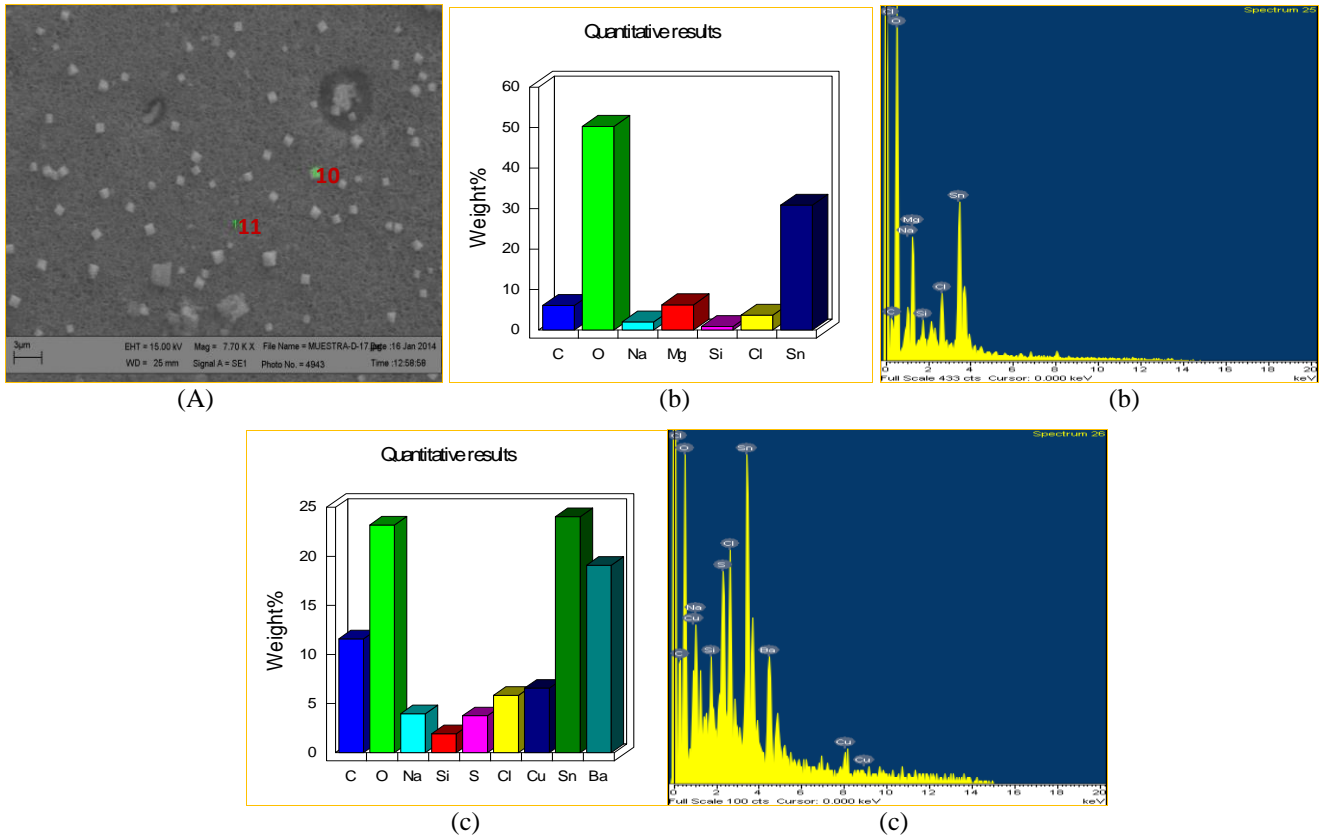 10
11
3µm
EHT = 15.00 kV Mag = 7.70 K X File Name = MUESTRA-D-17.jpg :16 Jan 2014
WD = 25 mm Signal A = SE1 Photo No. = 4943 Time :12:58:58
(A)
Quantitative results
Weight%
60
50
40
30
20
10
0
C O Na Mg Si Cl Sn
(b)
Spectrum 25
Cl
O
Sn
Mg
Na
Cl
C
Si
0 2 4 6 8 10 12 14 16 18 20
Full Scale 433 cts Cursor: 0.000 keV keV
(b)
Quantitative results
Weight%
25
20
15
10
5
0
C O Na Si S Cl Cu Sn Ba
(c)
Spectrum 26
Cl
O
Sn
Cl
S
Na
Cu
C
Si
Ba
Cu
Cu
0 2 4 6 8 10 12 14 16 18 20
Full Scale 100 cts Cursor: 0.000 keV keV
(c)